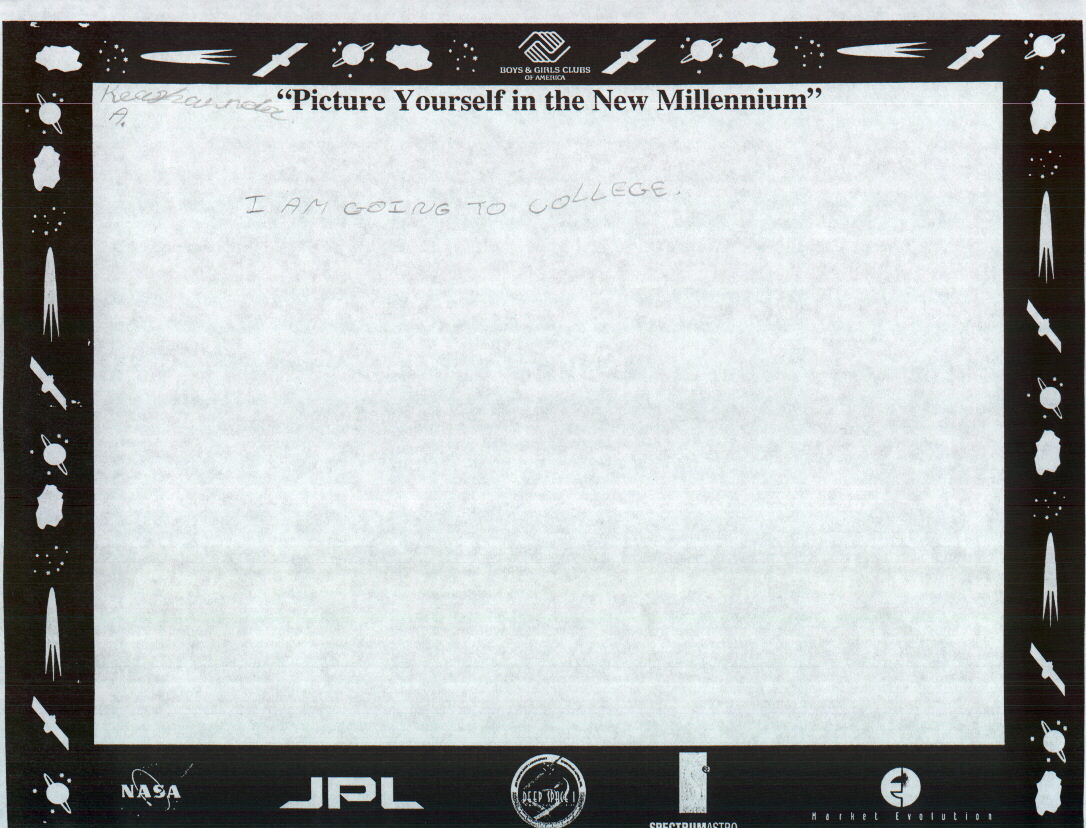 BOYS & GIRLS CLUBS
OF AMERICA
“Picture Yourself in the New Millennium”
A.
I AM GOING TO COLLEGE.
NASA
JPL
DEEP SPACE 1
SPECTRUMASTRO
Market Evolution